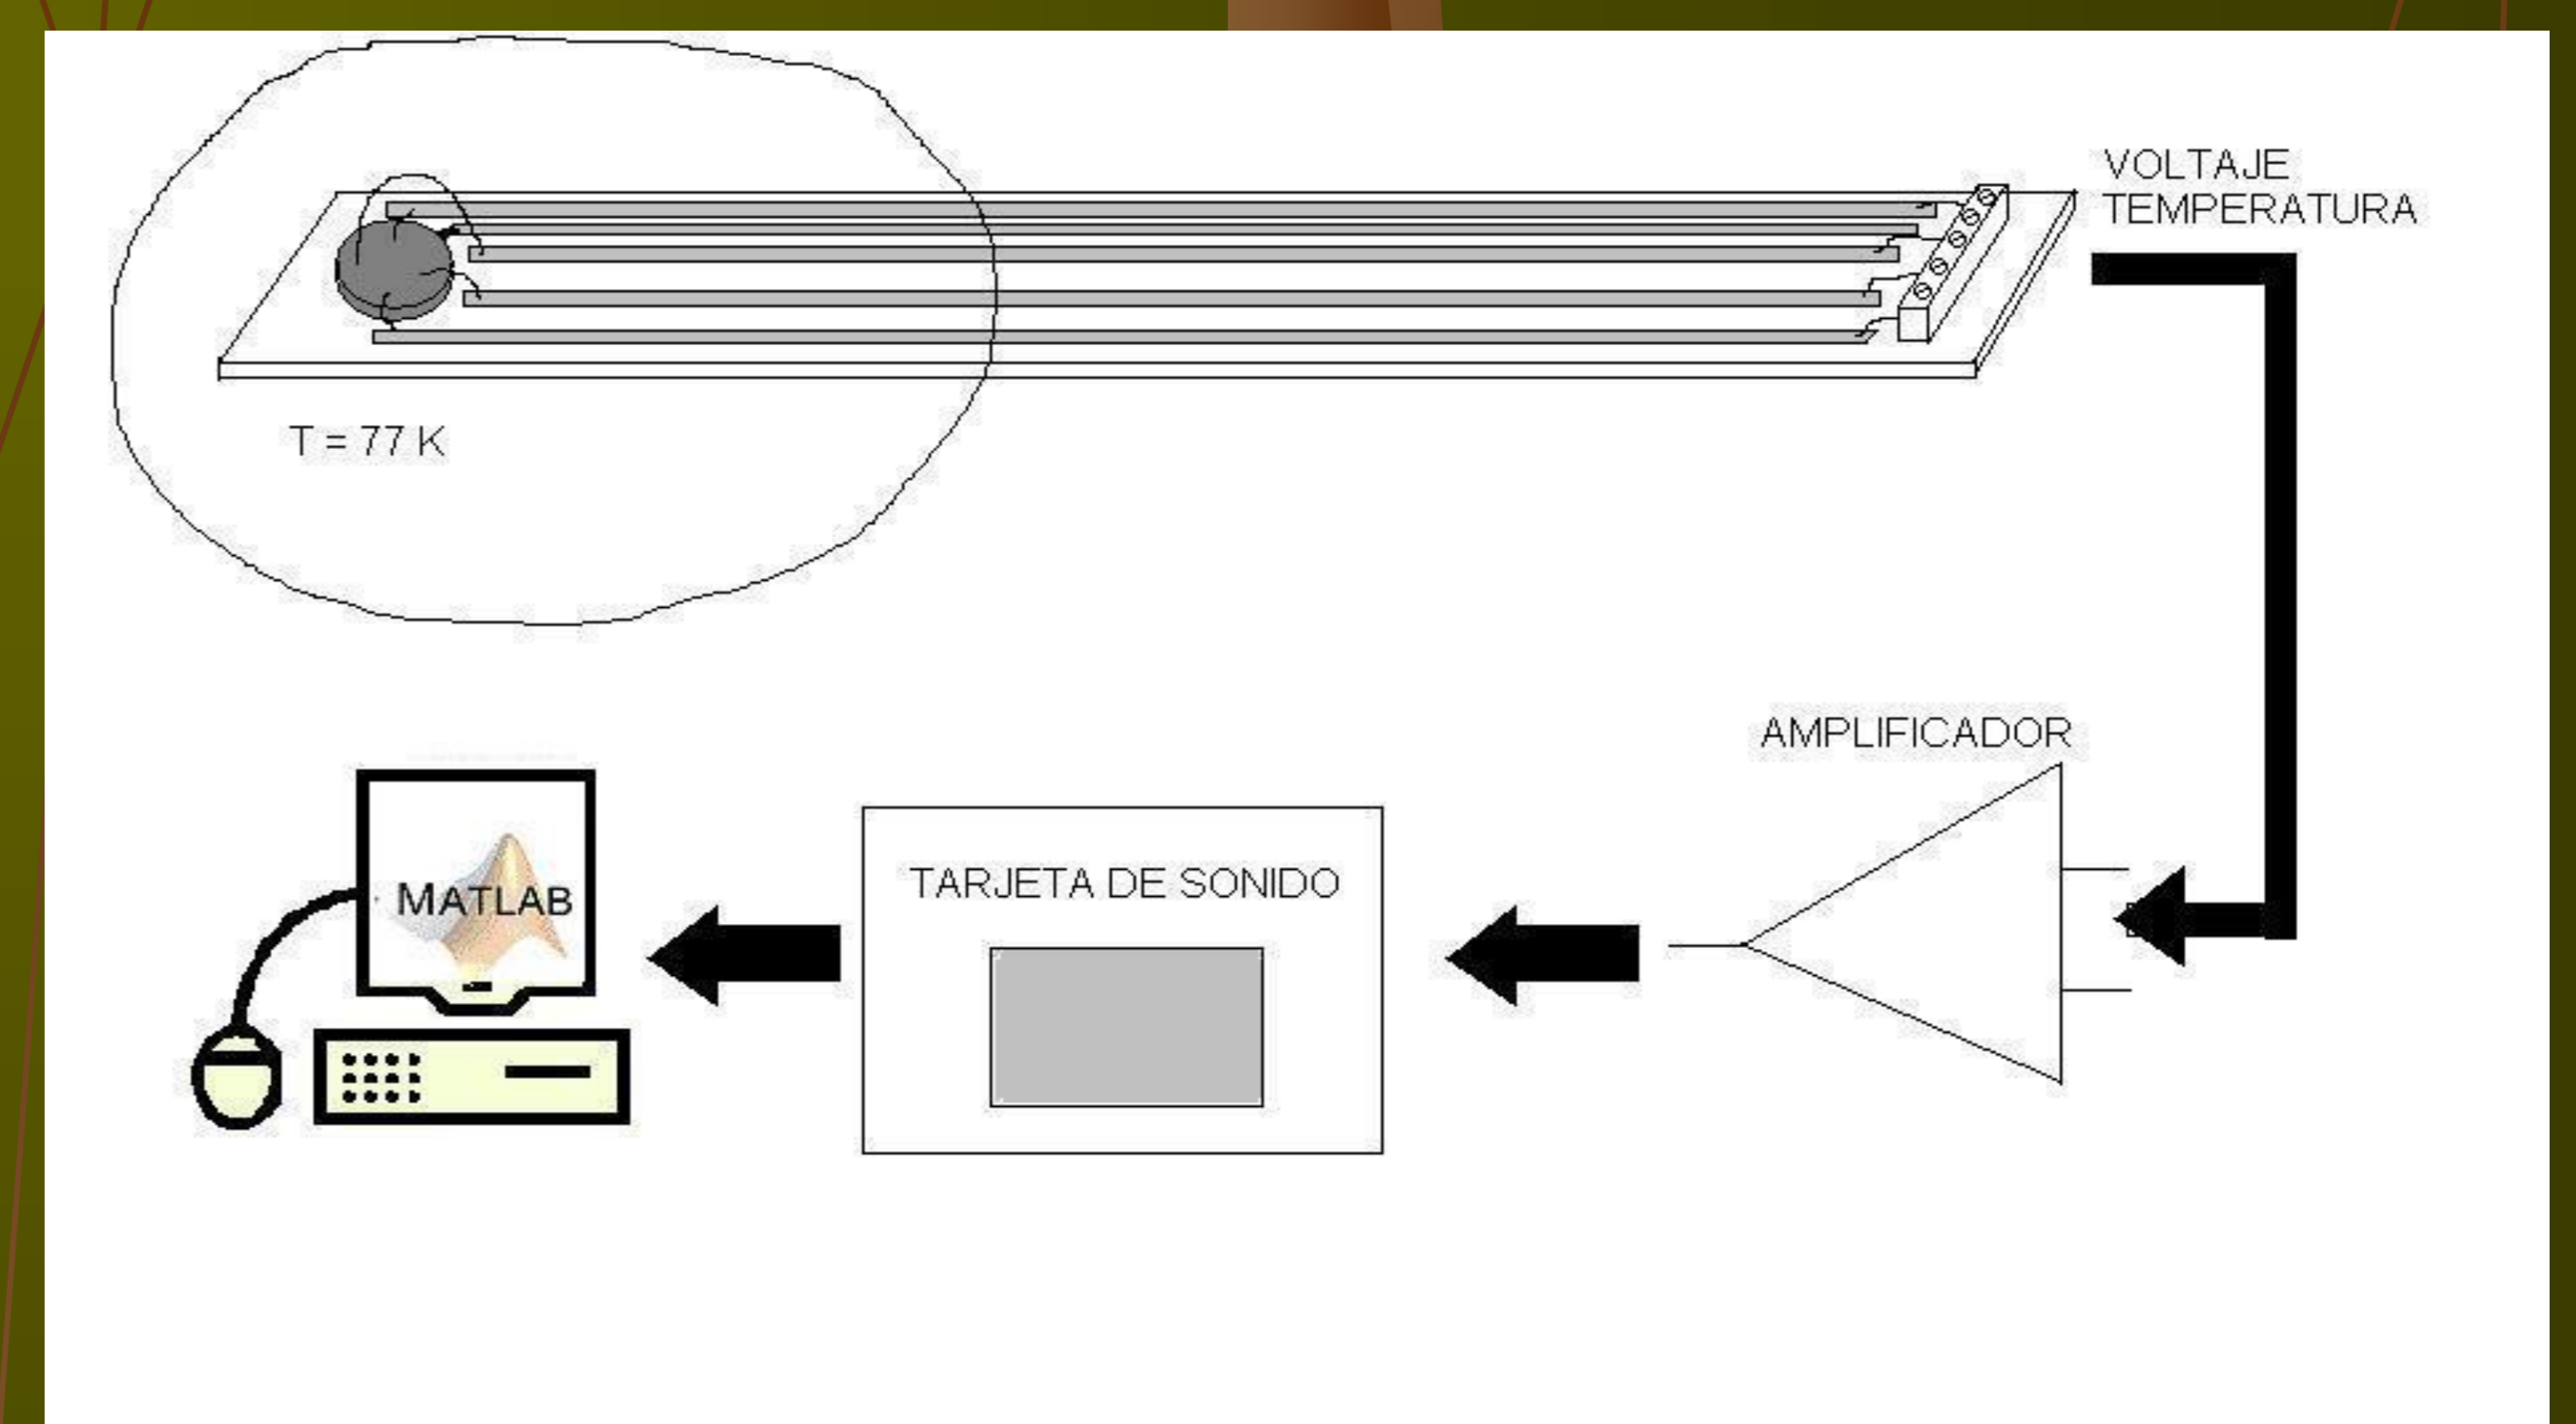 VOLTAJE
TEMPERATURA
T = 77 K
AMPLIFICADOR
TARJETA DE SONIDO
MATLAB